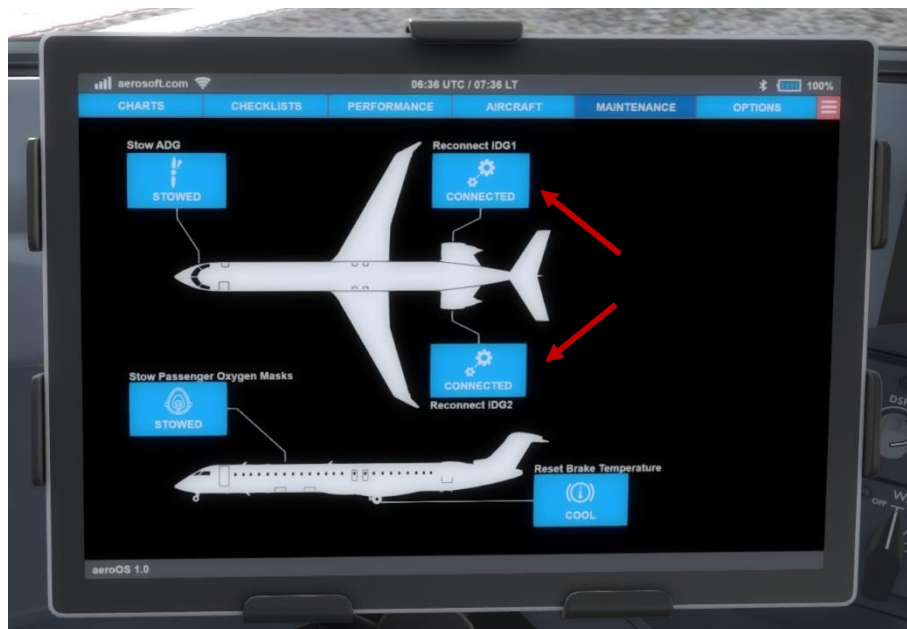 aerosoft.com
06:36 UTC / 07:36 LT
100%
CHARTS
CHECKLISTS
PERFORMANCE
AIRCRAFT
MAINTENANCE
OPTIONS
Stow ADG
STOWED
Reconnect IDG1
CONNECTED
CONNECTED
Reconnect IDG2
Stow Passenger Oxygen Masks
STOWED
Reset Brake Temperature
COOL
aeroOS 1.0
OFF